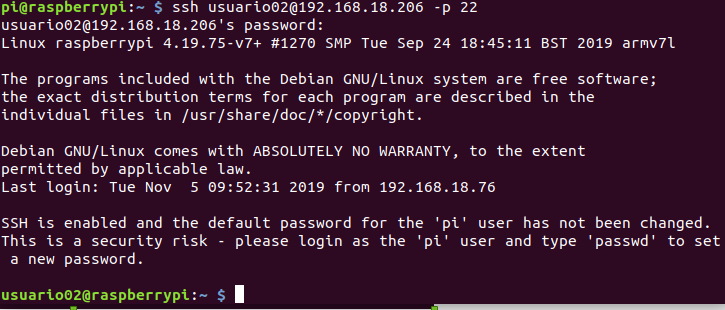 pi@raspberrypi:~ $ ssh usuario02@192.168.18.206 -p 22
usuario02@192.168.18.206's password:
Linux raspberrypi 4.19.75-v7+ #1270 SMP Tue Sep 24 18:45:11 BST 2019 armv7l
The programs included with the Debian GNU/Linux system are free software;
the exact distribution terms for each program are described in the
individual files in /usr/share/doc/*/copyright.
Debian GNU/Linux comes with ABSOLUTELY NO WARRANTY, to the extent
permitted by applicable law.
Last login: Tue Nov  5 09:52:31 2019 from 192.168.18.76
SSH is enabled and the default password for the 'pi' user has not been changed.
This is a security risk - please login as the 'pi' user and type 'passwd' to set
 a new password.
usuario02@raspberrypi:~ $